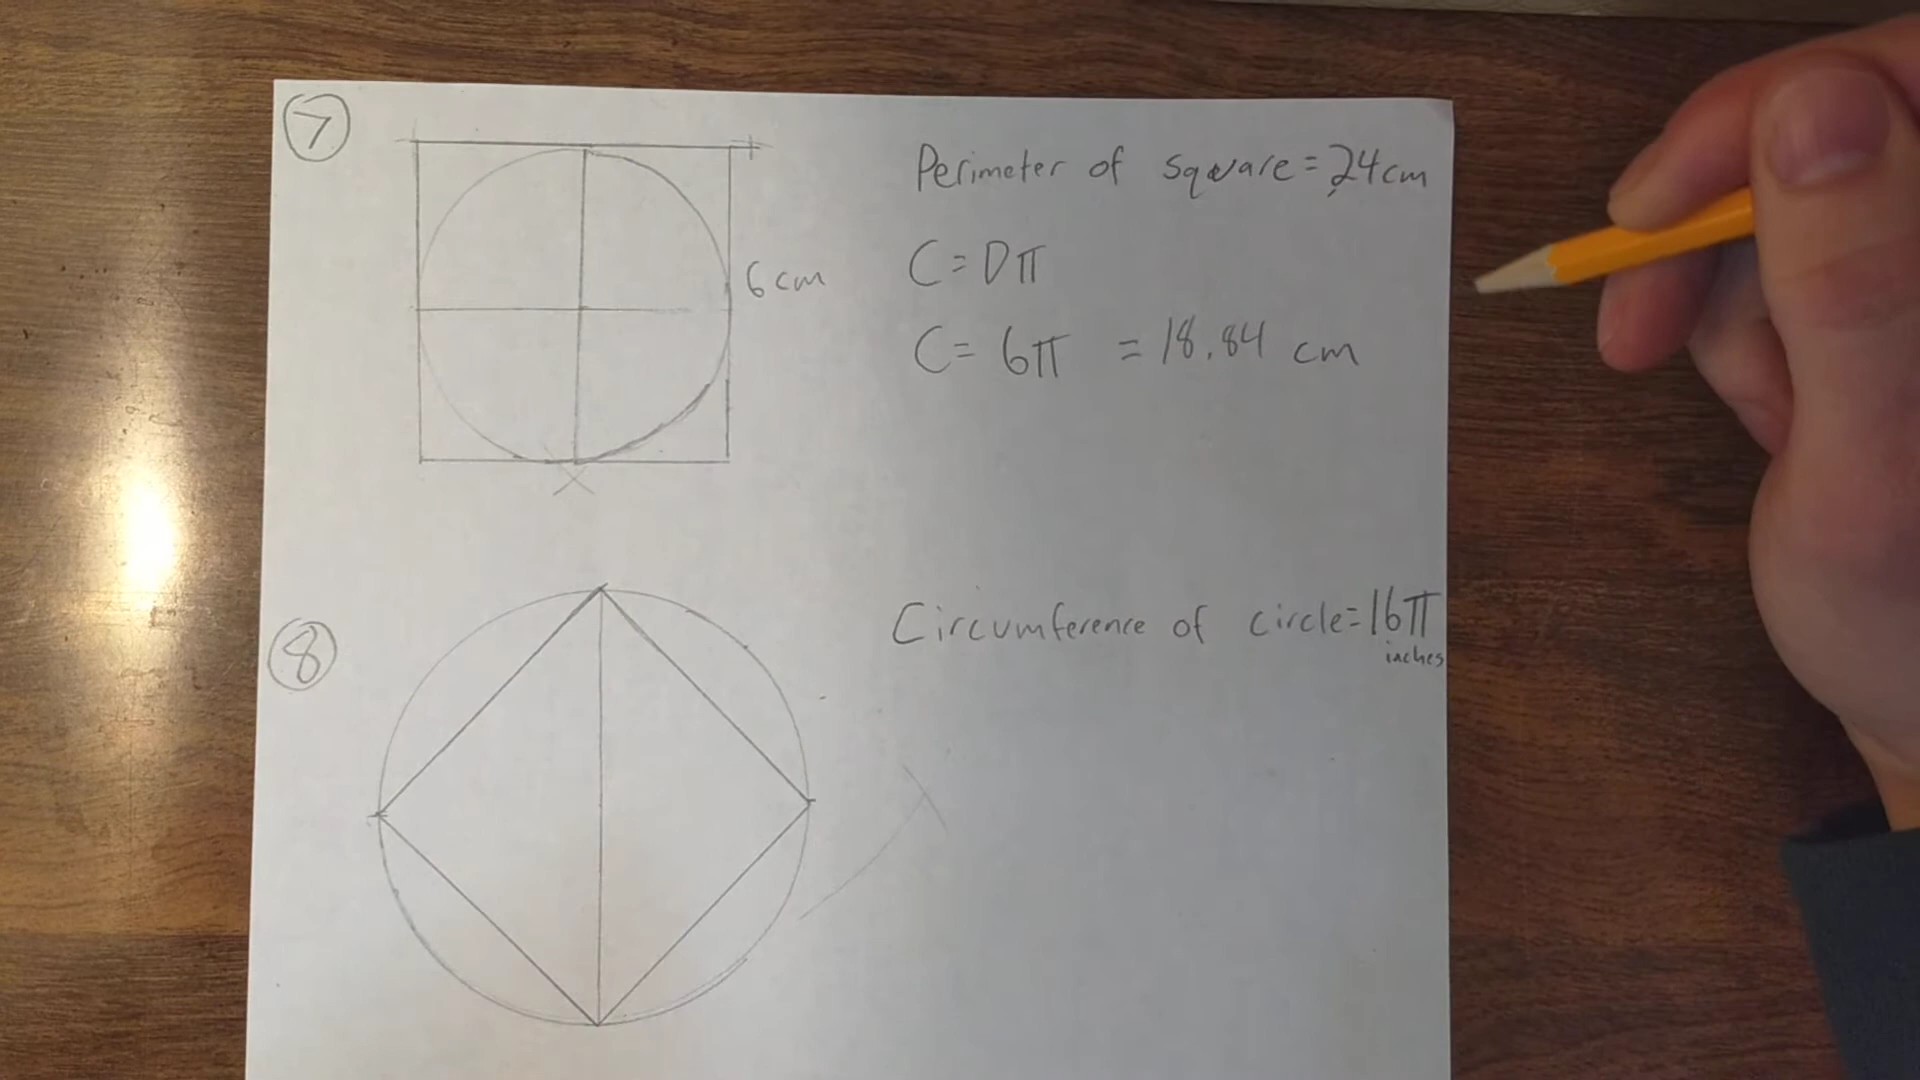 7
Perimeter of square = 24cm
6cm
C = Dπ
C = 6π = 18.84 cm
8
Circumference of circle = 16π
inches